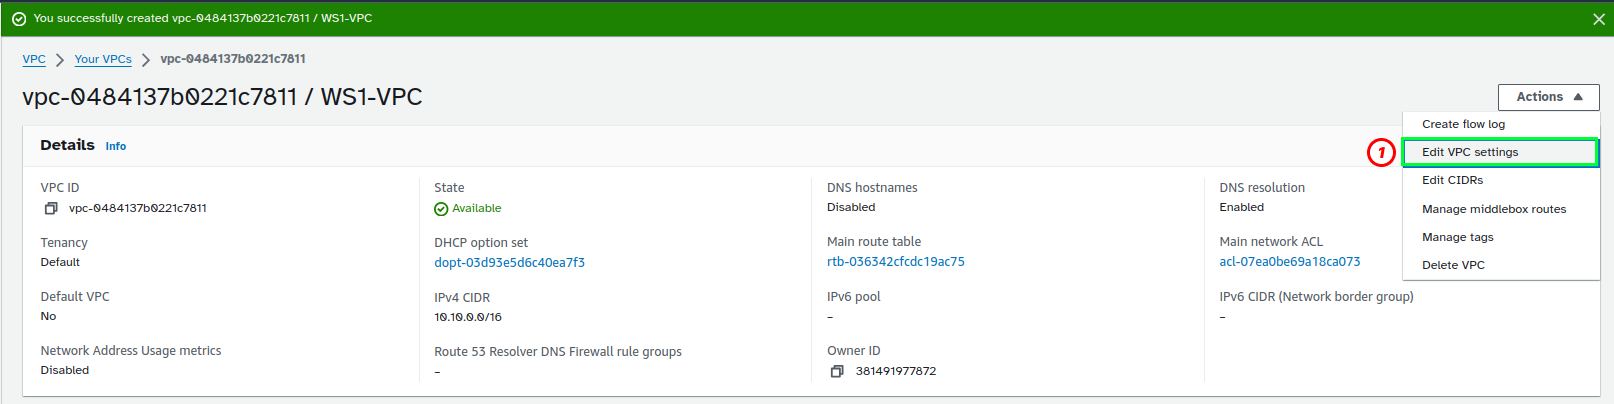 You successfully created vpc-0484137b0221c7811 / WS1-VPC
VPC > Your VPCs > vpc-0484137b0221c7811
vpc-0484137b0221c7811 / WS1-VPC
Actions
Create flow log
Edit VPC settings
Edit CIDRs
Manage middlebox routes
Manage tags
Delete VPC
1
Details Info
VPC ID
vpc-0484137b0221c7811
State
Available
DNS hostnames
Disabled
DNS resolution
Enabled
Tenancy
Default
DHCP option set
dopt-03d93e5d6c40ea7f3
Main route table
rtb-036342cfcdc19ac75
Main network ACL
acl-07ea0be69a18ca073
Default VPC
No
IPv4 CIDR
10.10.0.0/16
IPv6 pool
–
IPv6 CIDR (Network border group)
–
Network Address Usage metrics
Disabled
Route 53 Resolver DNS Firewall rule groups
–
Owner ID
381491977872